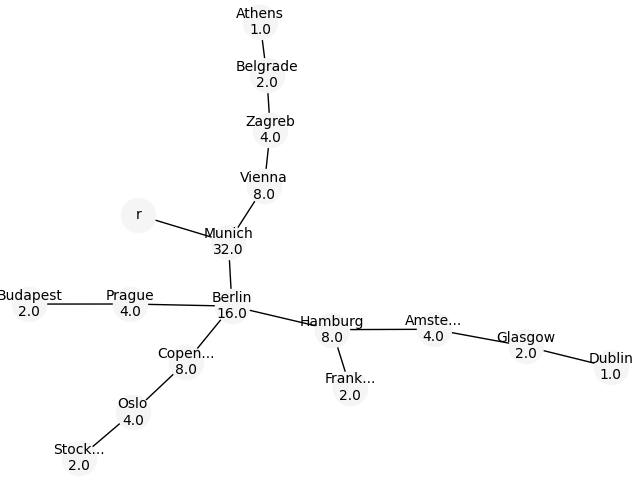 Athens
1.0
Belgrade
2.0
Zagreb
4.0
Vienna
8.0
r
Munich
32.0
Budapest
2.0
Prague
4.0
Berlin
16.0
Hamburg
8.0
Amste...
4.0
Glasgow
2.0
Dublin
1.0
Copen...
8.0
Frank...
2.0
Oslo
4.0
Stock...
2.0